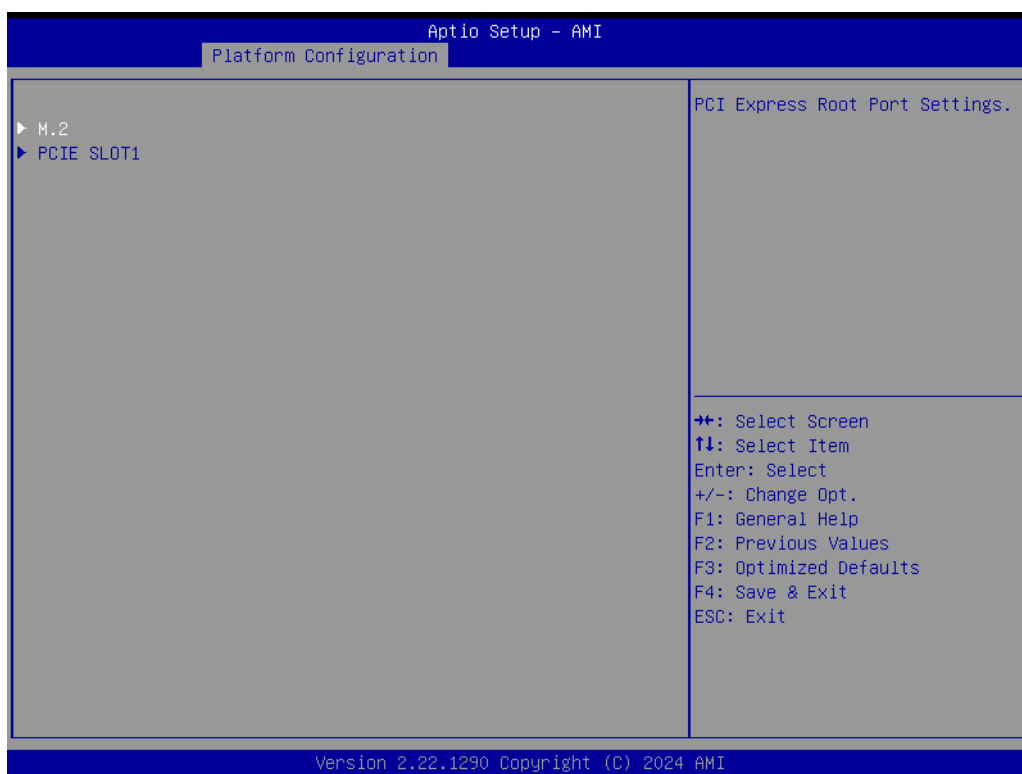 Aptio Setup – AMI
Platform Configuration
▶ M.2
▶ PCIE SLOT1
PCI Express Root Port Settings.
→←: Select Screen
↑↓: Select Item
Enter: Select
+/-: Change Opt.
F1: General Help
F2: Previous Values
F3: Optimized Defaults
F4: Save & Exit
ESC: Exit
Version 2.22.1290 Copyright (C) 2024 AMI